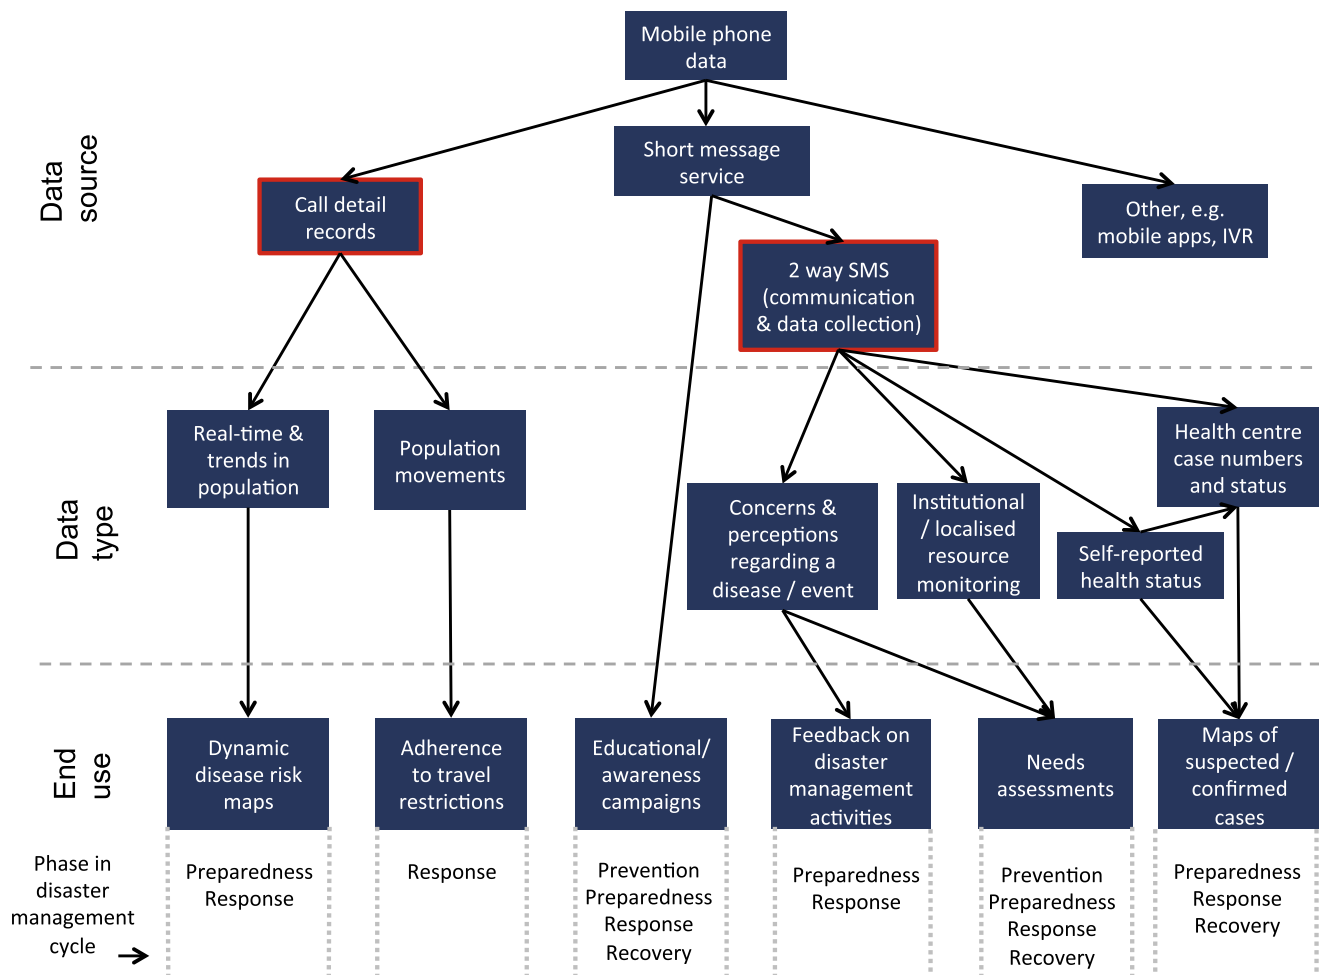 Mobile phone
data
Data
source
Short message
service
Call detail
records
Other, e.g.
mobile apps, IVR
2 way SMS
(communication
& data collection)
Data
type
Real-time &
trends in
population
Population
movements
Health centre
case numbers
and status
Concerns &
perceptions
regarding a
disease / event
Institutional
/ localised
resource
monitoring
Self-reported
health status
End
use
Dynamic
disease risk
maps
Adherence
to travel
restrictions
Educational/
awareness
campaigns
Feedback on
disaster
management
activities
Needs
assessments
Maps of
suspected /
confirmed
cases
Phase in
disaster
management
cycle
Preparedness
Response
Response
Prevention
Preparedness
Response
Recovery
Preparedness
Response
Prevention
Preparedness
Response
Recovery
Preparedness
Response
Recovery